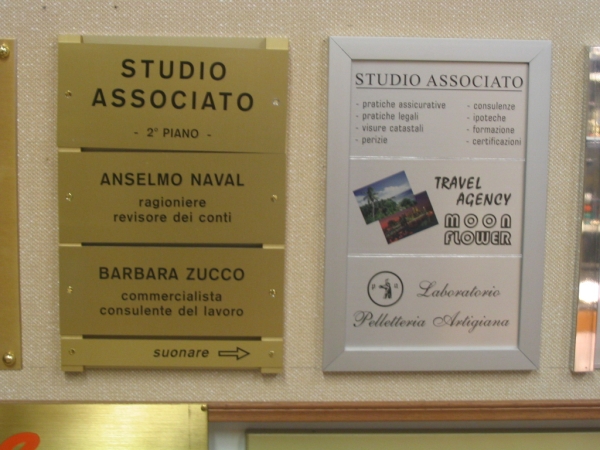 STUDIO
ASSOCIATO
- 2° PIANO -
ANSELMO NAVAL
ragioniere
revisore dei conti
BARBARA ZUCCO
commercialista
consulente del lavoro
suonare
STUDIO ASSOCIATO
- pratiche assicurative
- pratiche legali
- visure catastali
- perizie
- consulenze
- ipoteche
- formazione
- certificazioni
TRAVEL
AGENCY
MOON
FLOWER
Laboratorio
Pelletteria Artigiana